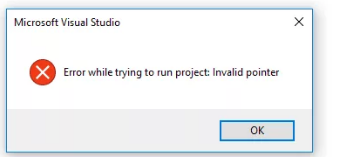 Microsoft Visual Studio
Error while trying to run project: Invalid pointer
OK